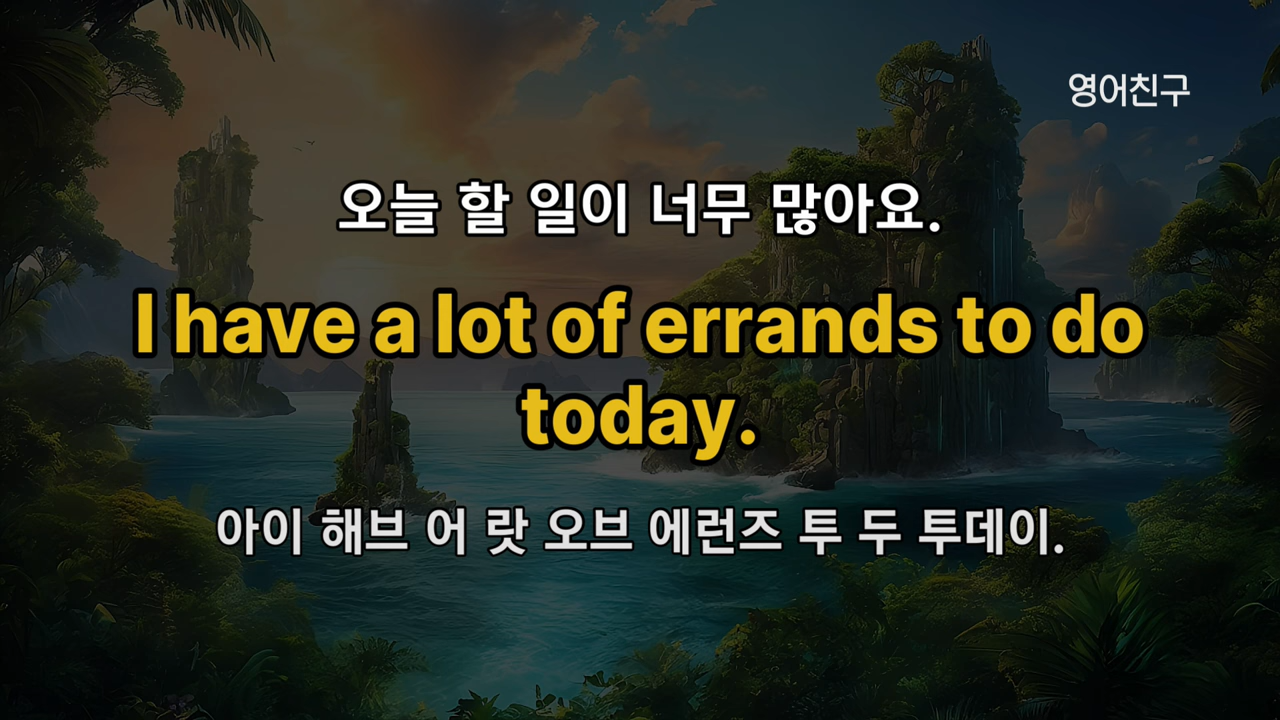 영어친구
오늘 할 일이 너무 많아요.
I have a lot of errands to do
today.
아이 해브 어 랏 오브 에런즈 투 두 투데이.